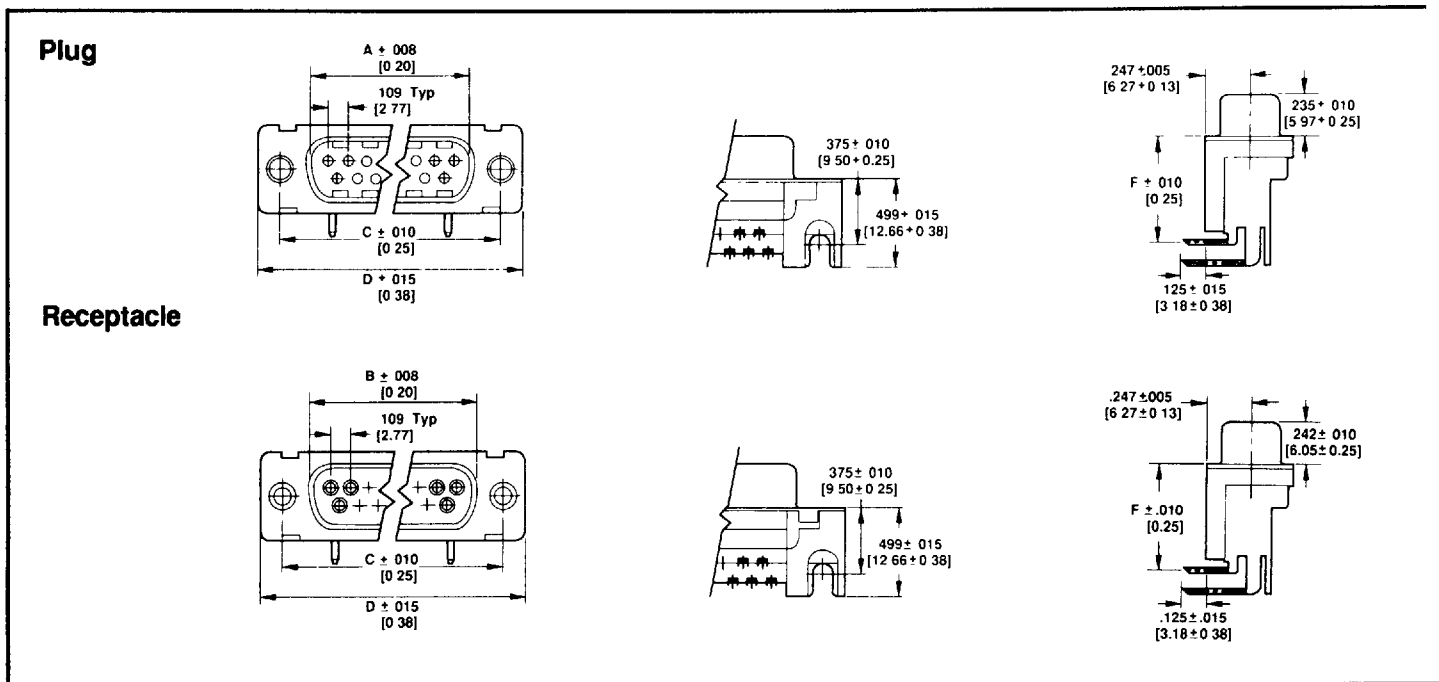 Plug
A ± 008
[0 20]
109 Typ
[2 77]
C ± 010
[0 25]
D + 015
[0 38]
375 ± 010
[9 50 + 0.25]
499 + 015
[12.66 + 0 38]
247 ±005
[6 27 + 0 13]
235 + 010
[5 97 + 0 25]
F ± 010
[0 25]
125 ± 015
[3 18 ± 0 38]
Receptacle
B ± 008
[0 20]
109 Typ
[2.77]
C ± 010
[0 25]
D ± 015
[0 38]
375 ± 010
[9 50 ± 0 25]
499 ± 015
[12 66 + 0 38]
.247 ±005
[6 27 ± 0 13]
242 ± 010
[6.05 ± 0.25]
F ± .010
[0.25]
.125 ± .015
[3.18 ± 0 38]